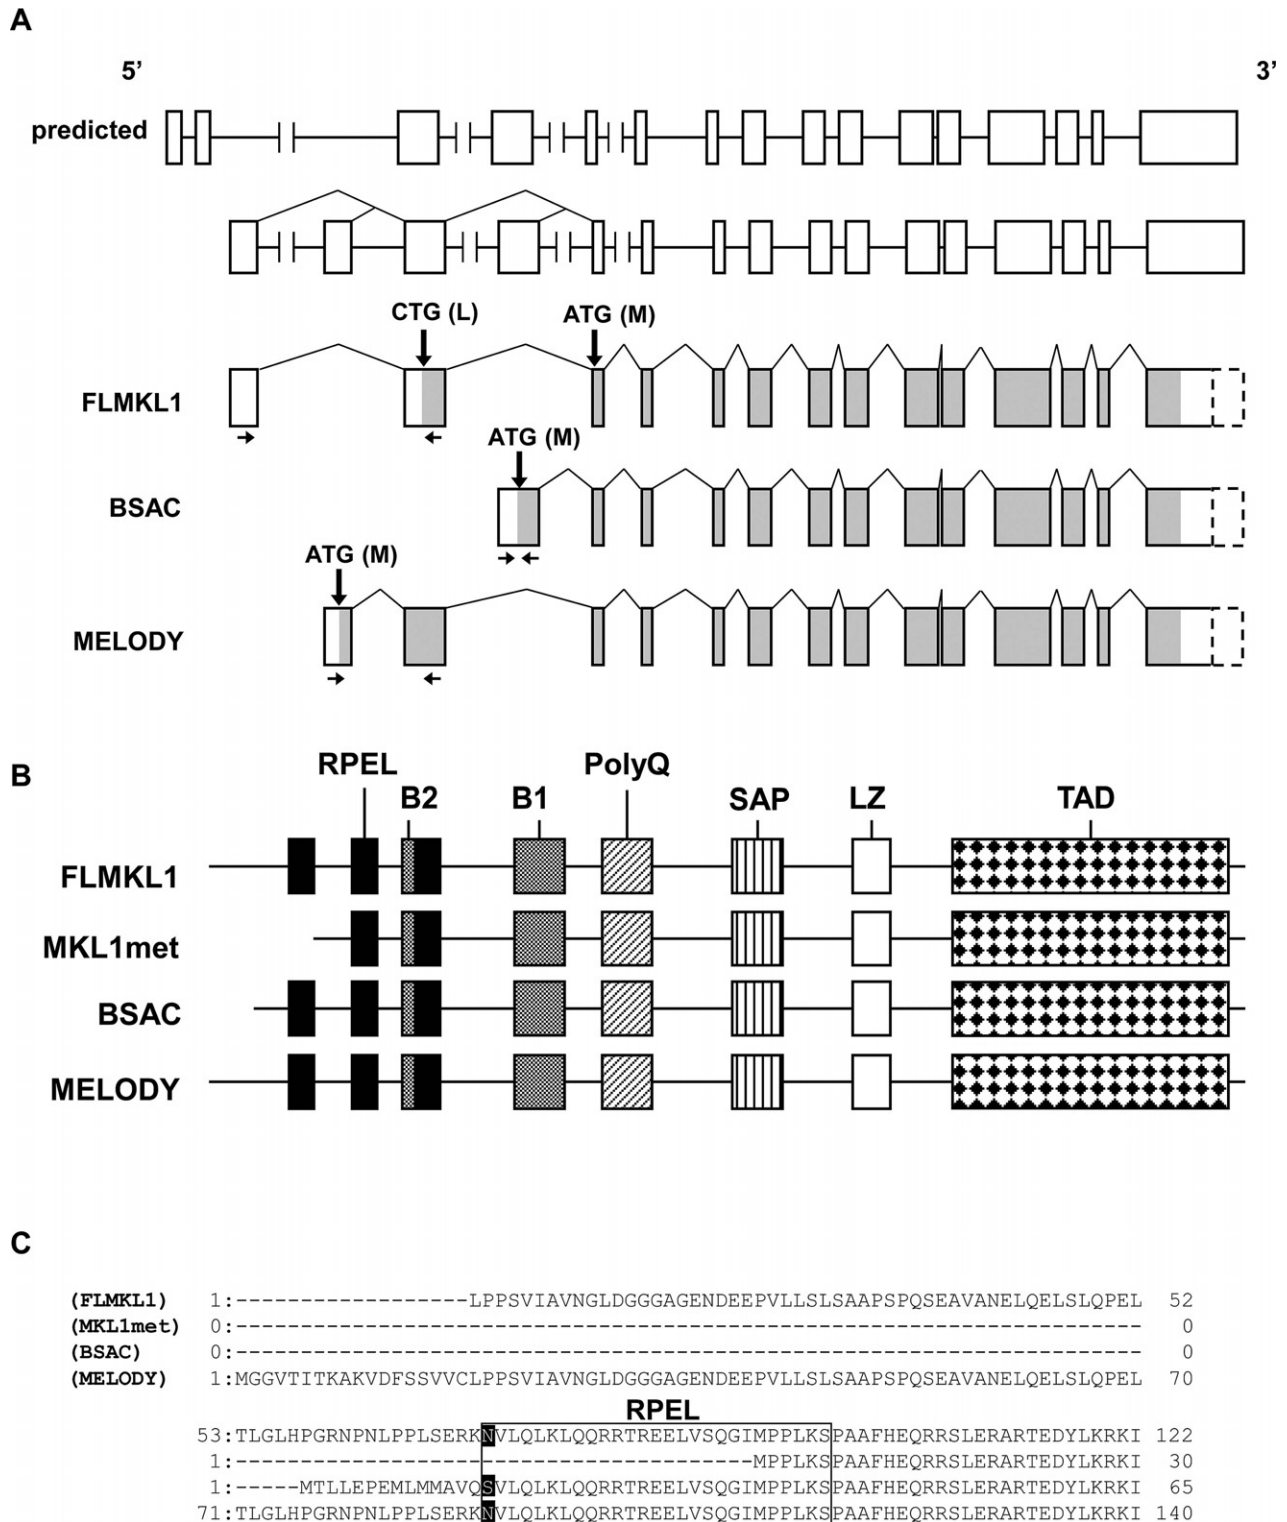 A
5’ 3’
predicted
CTG (L) ATG (M)
FLMKL1
ATG (M)
BSAC
ATG (M)
MELODY
B
RPEL PolyQ
B2 B1 SAP LZ TAD
FLMKL1
MKL1met
BSAC
MELODY
C
(FLMKL1) 1:------------------LPPSVIAVNGLDGGGAGENDEEPVLLSLSAAPSPQSEAVANELQELSLQPEL 52
(MKL1met) 0:---------------------------------------------------------------------- 0
(BSAC) 0:---------------------------------------------------------------------- 0
(MELODY) 1:MGGVTITKAKVDFSSVVCLPPSVIAVNGLDGGGAGENDEEPVLLSLSAAPSPQSEAVANELQELSLQPEL 70
RPEL
53:TLGLHPGRNPNLPPLSERKNVLQLKLQQRRTREELVSQGIMPPLKSPAAFHEQRRSLERARTEDYLKRKI 122
1:----------------------------------------MPPLKSPAAFHEQRRSLERARTEDYLKRKI 30
1:-----MTLLEPEMLMMAVQSVLQLKLQQRRTREELVSQGIMPPLKSPAAFHEQRRSLERARTEDYLKRKI 65
71:TLGLHPGRNPNLPPLSERKNVLQLKLQQRRTREELVSQGIMPPLKSPAAFHEQRRSLERARTEDYLKRKI 140